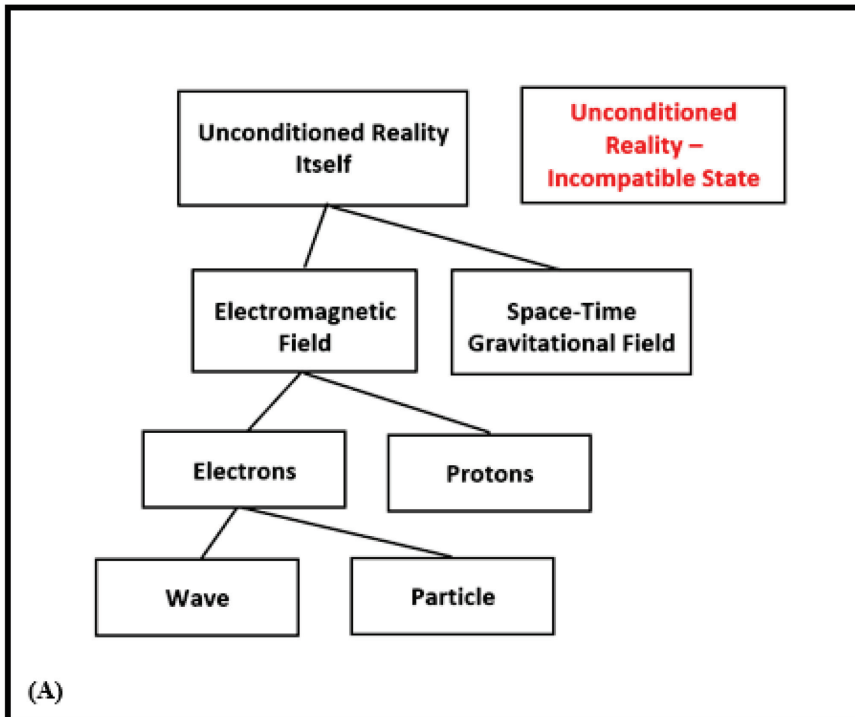 Unconditioned Reality
Itself
Unconditioned
Reality –
Incompatible State
Electromagnetic
Field
Space-Time
Gravitational Field
Electrons
Protons
Wave
Particle
(A)